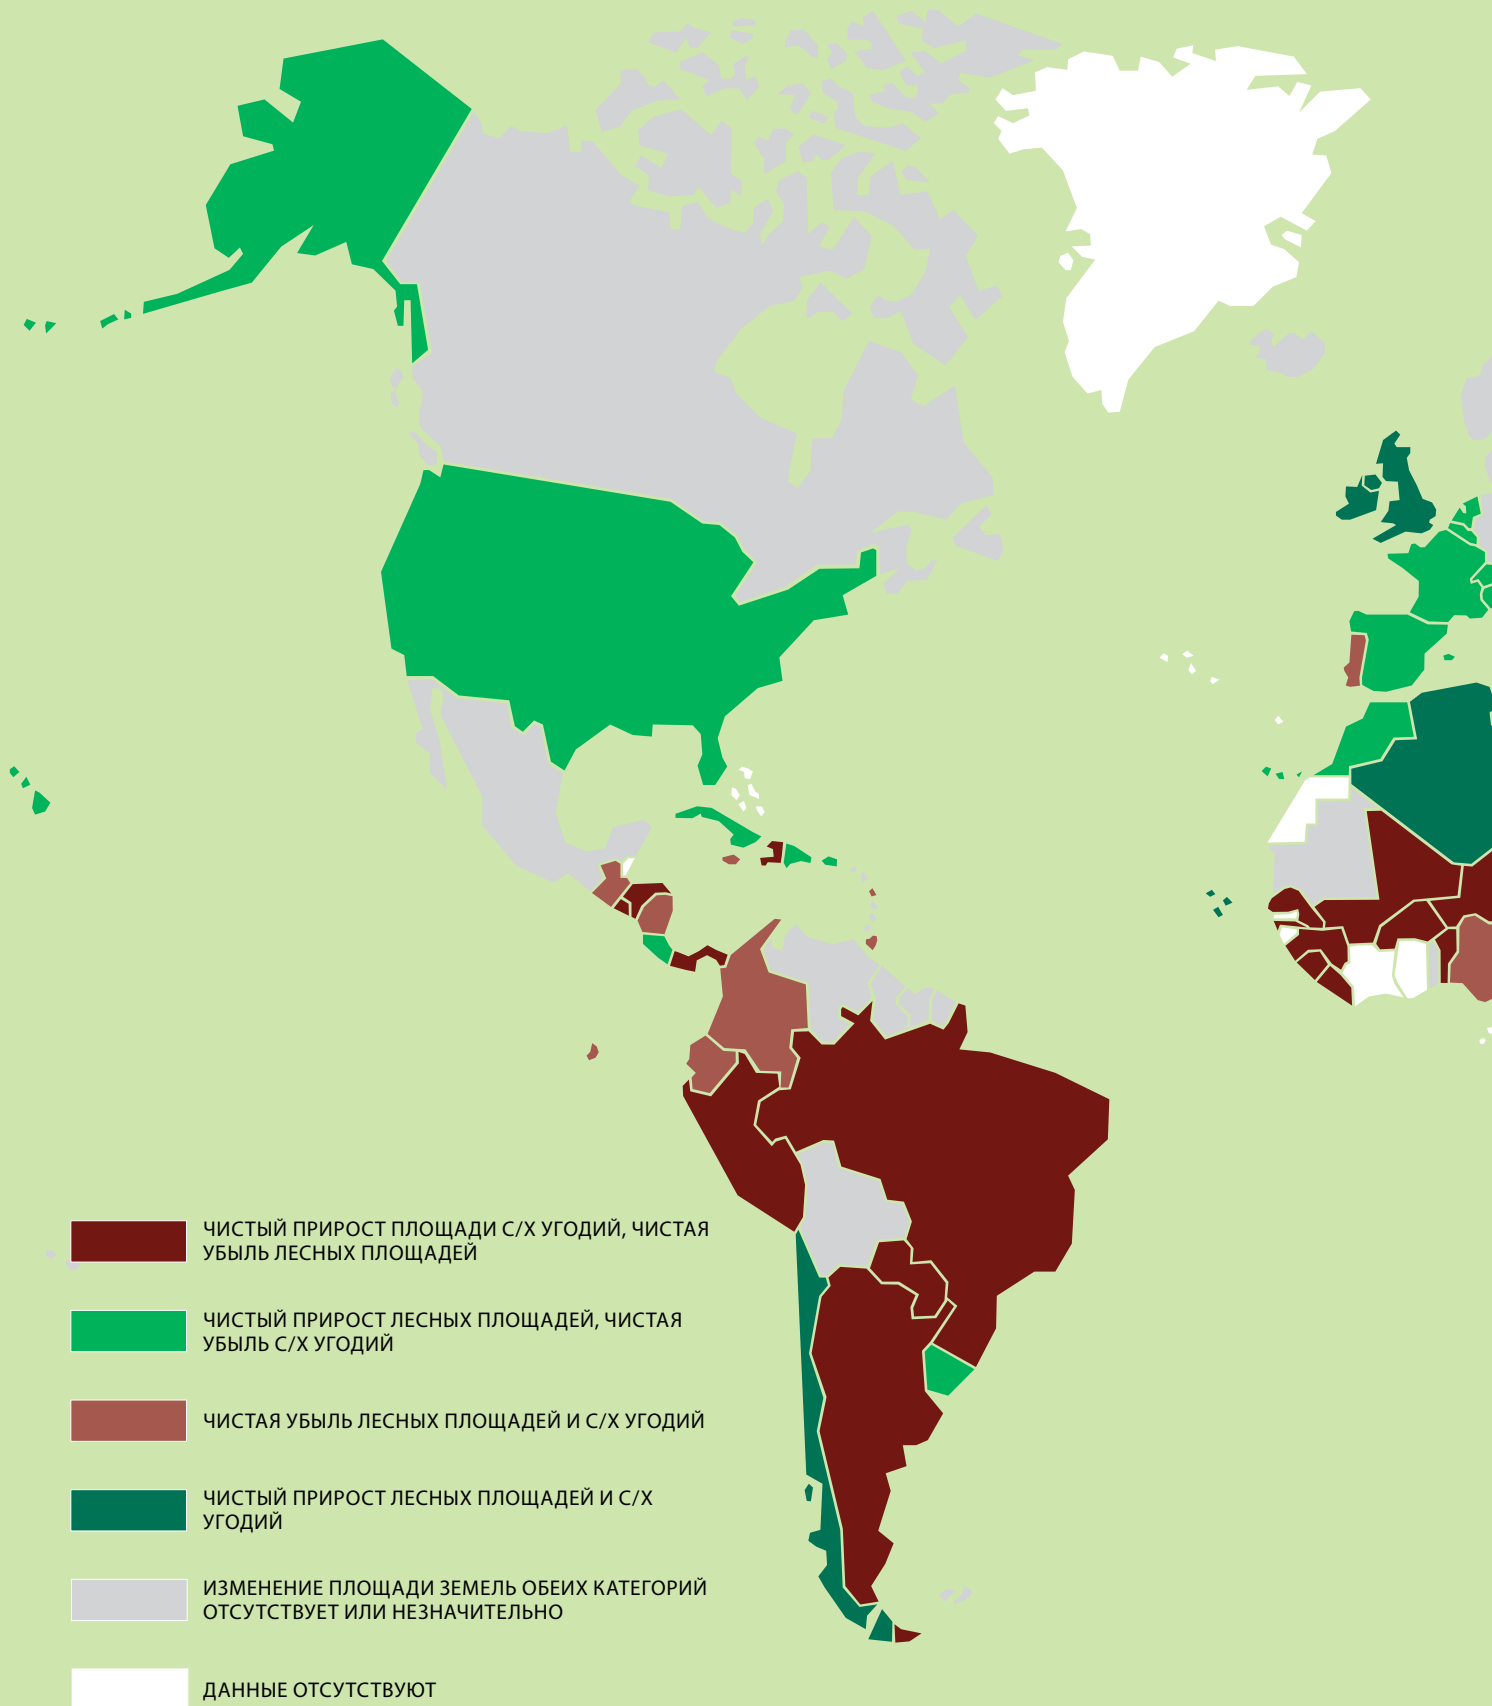 ЧИСТЫЙ ПРИРОСТ ПЛОЩАДИ С/Х УГОДИЙ, ЧИСТАЯ
УБЫЛЬ ЛЕСНЫХ ПЛОЩАДЕЙ
ЧИСТЫЙ ПРИРОСТ ЛЕСНЫХ ПЛОЩАДЕЙ, ЧИСТАЯ
УБЫЛЬ С/Х УГОДИЙ
ЧИСТАЯ УБЫЛЬ ЛЕСНЫХ ПЛОЩАДЕЙ И С/Х УГОДИЙ
ЧИСТЫЙ ПРИРОСТ ЛЕСНЫХ ПЛОЩАДЕЙ И С/Х
УГОДИЙ
ИЗМЕНЕНИЕ ПЛОЩАДИ ЗЕМЕЛЬ ОБЕИХ КАТЕГОРИЙ
ОТСУТСТВУЕТ ИЛИ НЕЗНАЧИТЕЛЬНО
ДАННЫЕ ОТСУТСТВУЮТ